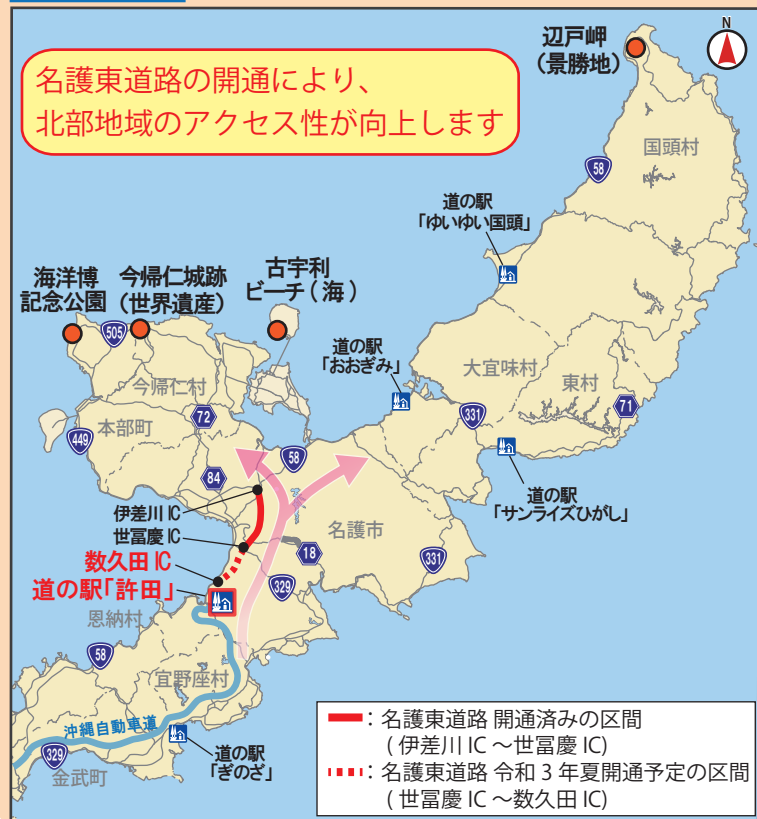 名護東道路の開通により、
北部地域のアクセス性が向上します
N
辺戸岬
(景勝地)
国頭村
58
道の駅
「ゆいゆい国頭」
海洋博
記念公園
今帰仁城跡
(世界遺産)
古宇利
ビーチ(海)
505
道の駅
「おおぎみ」
大宜味村
東村
今帰仁村
71
331
72
本部町
449
58
84
道の駅
「サンライズひがし」
伊差川 IC
名護市
世冨慶 IC
18
331
数久田 IC
329
道の駅「許田」
恩納村
58
宜野座村
沖縄自動車道
329
道の駅
「ぎのざ」
金武町
:名護東道路 開通済みの区間
(伊差川 IC ～世冨慶 IC)
:名護東道路 令和 3 年夏開通予定の区間
(世冨慶 IC ～数久田 IC)